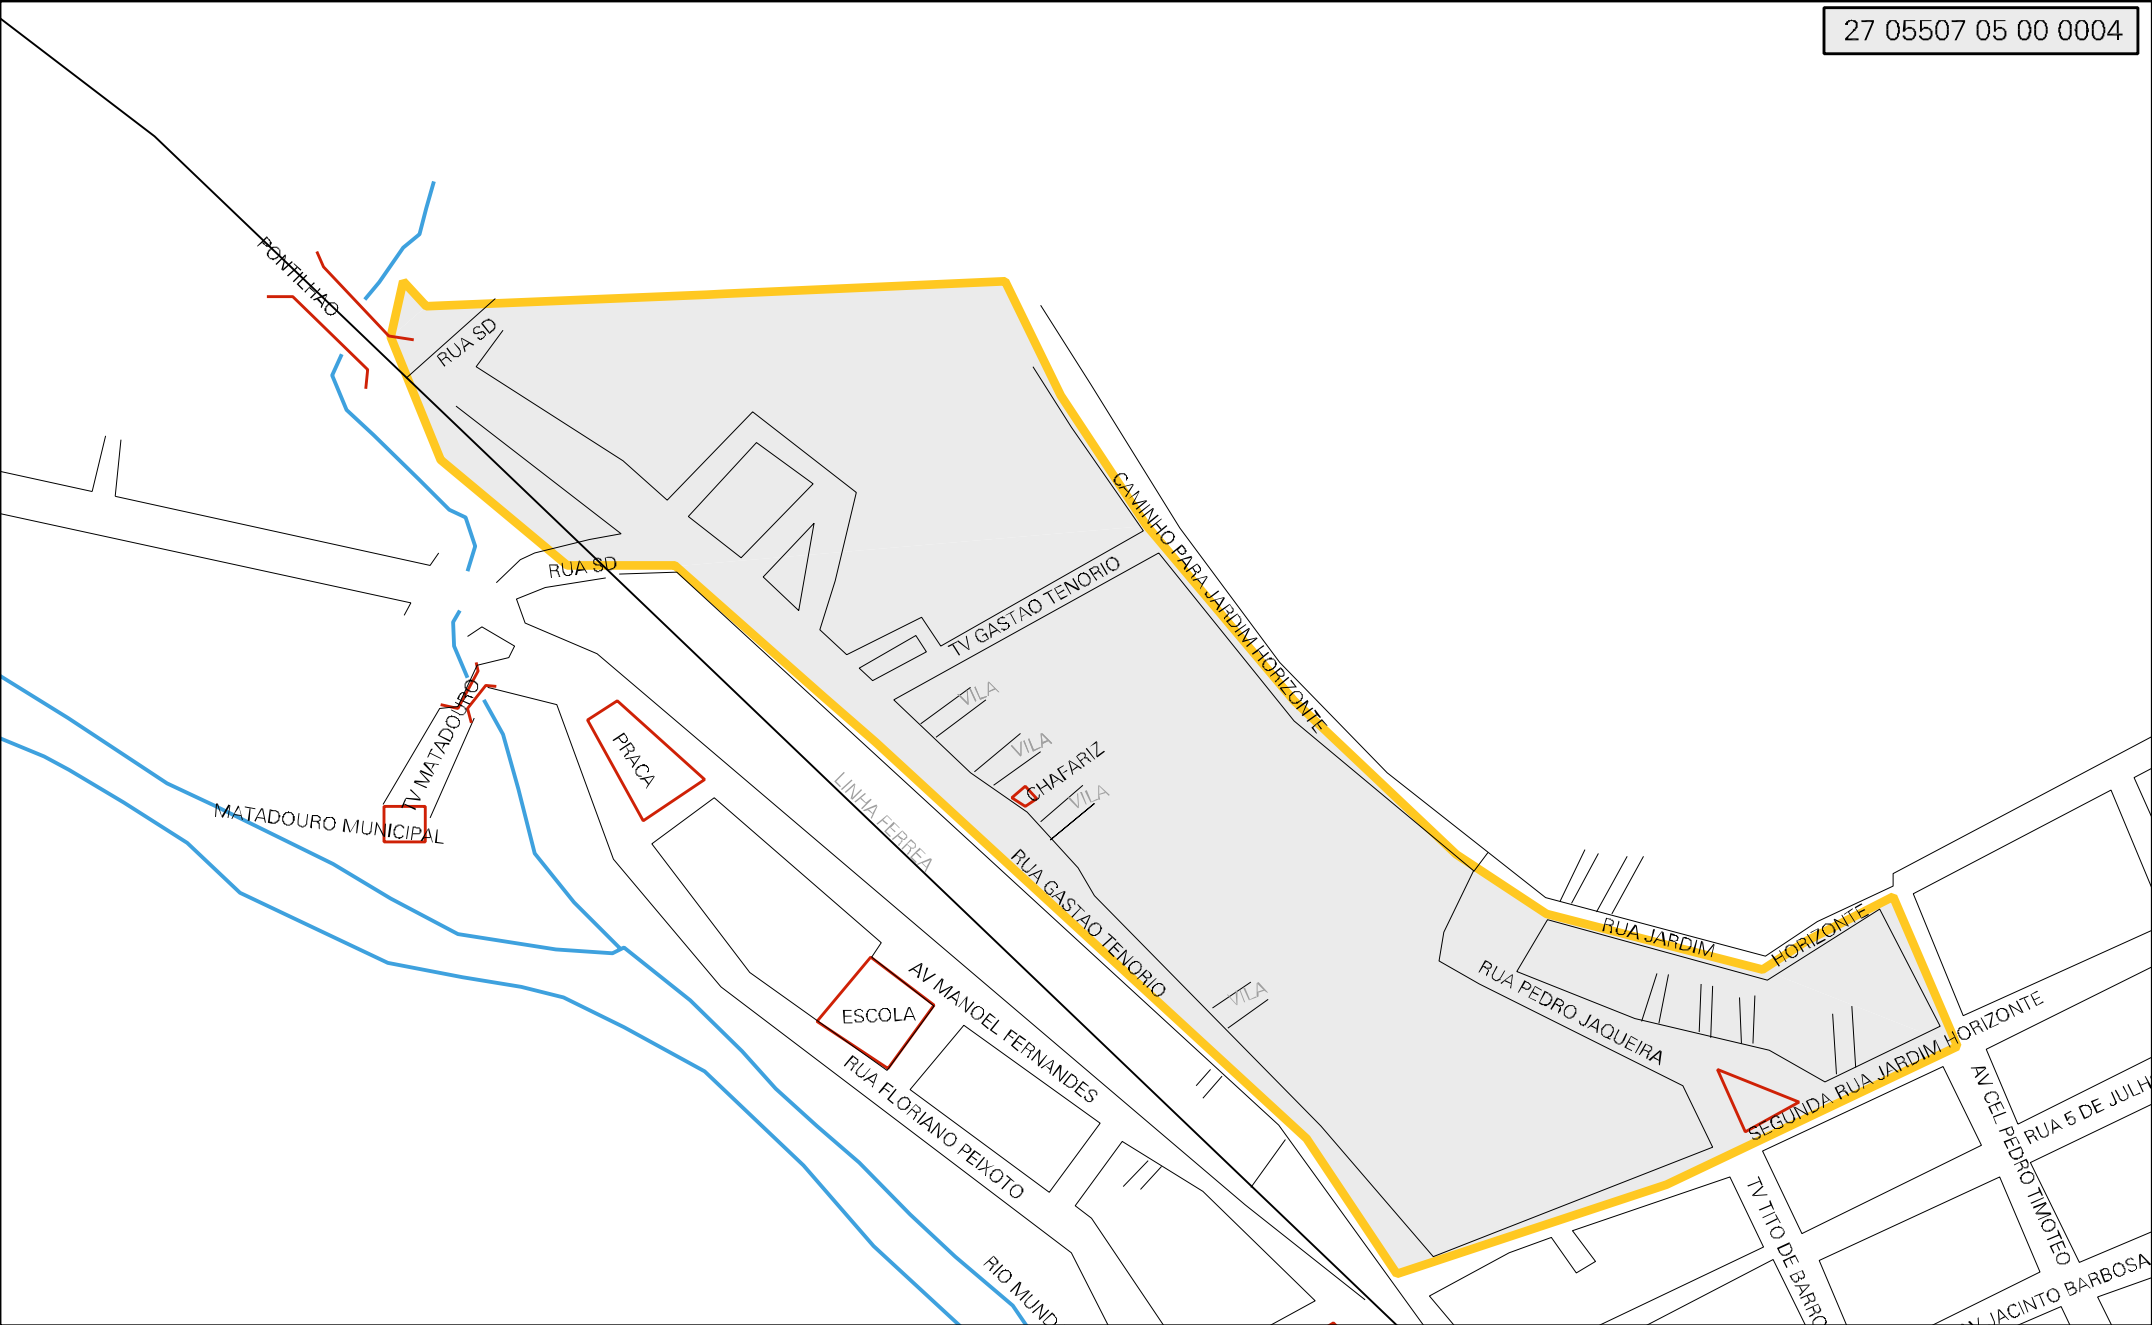 27 05507 05 00 0004
PONTILHAO
RUA SD
CAMINHO PARA JARDIM HORIZONTE
RUA SD
TV GASTAO TENORIO
VILA
VILA
CHAFARIZ
VILA
TV MATADOURO
PRACA
MATADOURO MUNICIPAL
LINHA FERREA
RUA GASTAO TENORIO
RUA JARDIM
HORIZONTE
VILA
RUA PEDRO JAQUEIRA
ESCOLA
AV MANOEL FERNANDES
SEGUNDA RUA JARDIM HORIZONTE
RUA FLORIANO PEIXOTO
AV CEL PEDRO TIMOTEO
RUA 5 DE JULH
TV TITO DE BARRO
RIO MUND
AV JACINTO BARBOSA